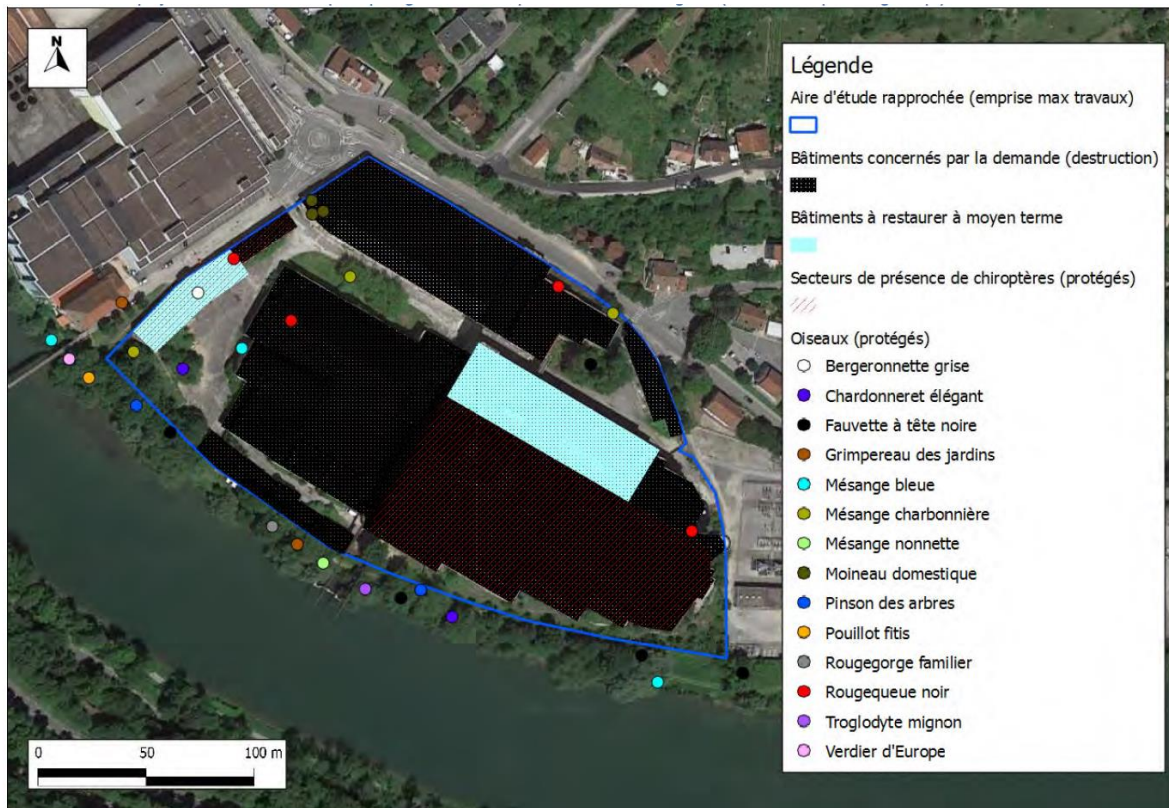 N
Légende
Aire d'étude rapprochée (emprise max travaux)
Bâtiments concernés par la demande (destruction)
Bâtiments à restaurer à moyen terme
Secteurs de présence de chiroptères (protégés)
Oiseaux (protégés)
Bergeronnette grise
Chardonneret élégant
Fauvette à tête noire
Grimpereau des jardins
Mésange bleue
Mésange charbonnière
Mésange nonnette
Moineau domestique
Pinson des arbres
Pouillot fitis
Rougegorge familier
Rougequeue noir
Troglodyte mignon
Verdier d'Europe
0 50 100 m